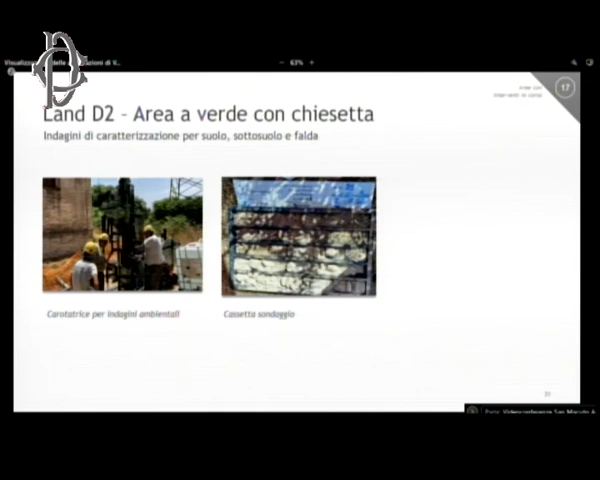 63%
17
Land D2 - Area a verde con chiesetta
Indagini di caratterizzazione per suolo, sottosuolo e falda
Carotatrice per indagini ambientali
Cassetta sondaggio